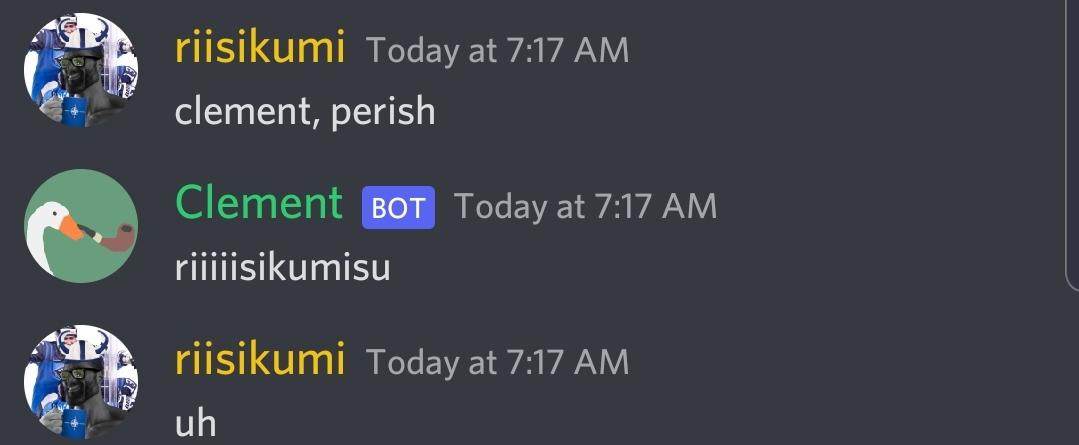 riisikumi Today at 7:17 AM
clement, perish
Clement BOT Today at 7:17 AM
riiiiisikumisu
riisikumi Today at 7:17 AM
uh